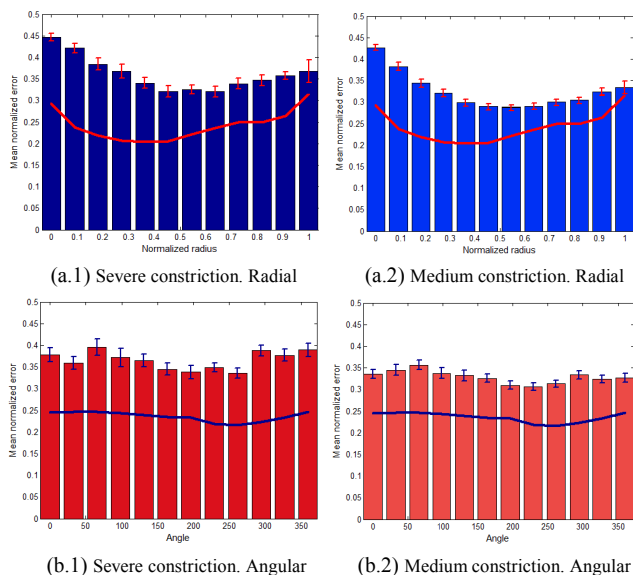 0.5
0.45
0.4
0.35
0.3
0.25
0.2
0.15
0.1
0.05
0
Mean normalized error
0 0.1 0.2 0.3 0.4 0.5 0.6 0.7 0.8 0.9 1
Normalized radius
(a.1) Severe constriction. Radial
0.5
0.45
0.4
0.35
0.3
0.25
0.2
0.15
0.1
0.05
0
Mean normalized error
0 0.1 0.2 0.3 0.4 0.5 0.6 0.7 0.8 0.9 1
Normalized radius
(a.2) Medium constriction. Radial
0.5
0.45
0.4
0.35
0.3
0.25
0.2
0.15
0.1
0.05
0
Mean normalized error
0 50 100 150 200 250 300 350
Angle
(b.1) Severe constriction. Angular
0.5
0.45
0.4
0.35
0.3
0.25
0.2
0.15
0.1
0.05
0
Mean normalized error
0 50 100 150 200 250 300 350
Angle
(b.2) Medium constriction. Angular